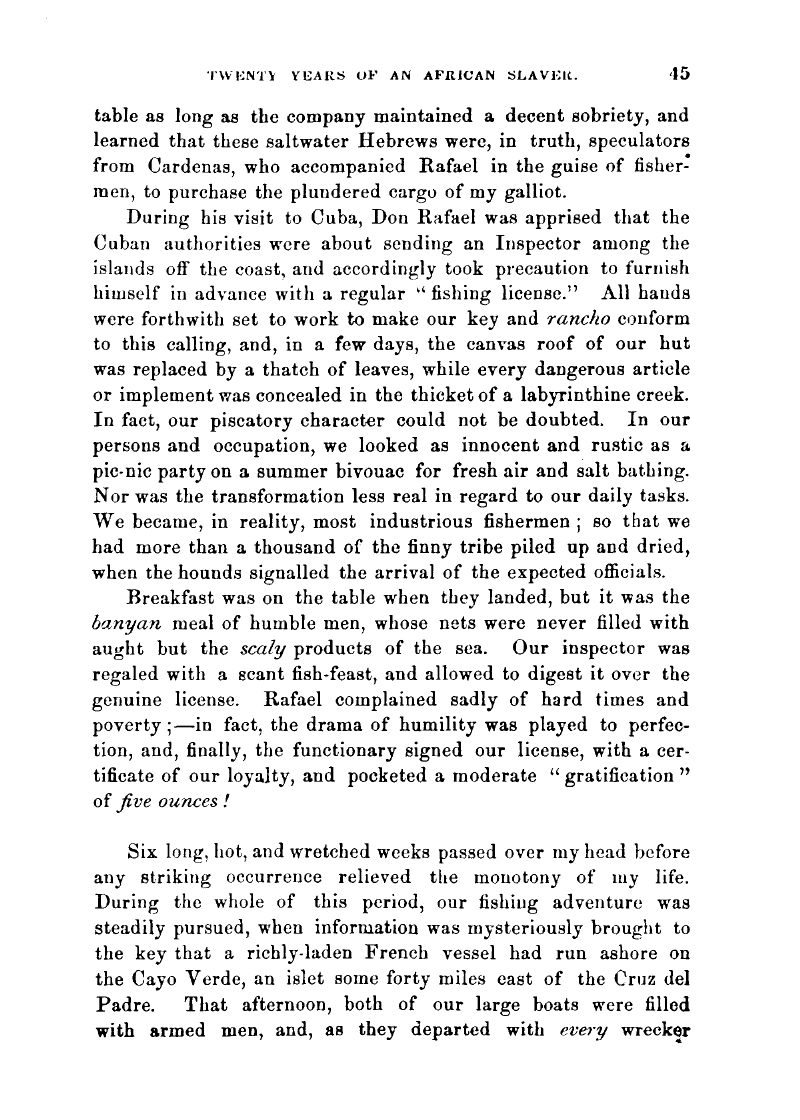 TWENTY YEARS OF AN AFRICAN SLAVER. 45
table as long as the company maintained a decent sobriety, and
learned that these saltwater Hebrews were, in truth, speculators
from Cardenas, who accompanied Rafael in the guise of fisher-
men, to purchase the plundered cargo of my galliot.
During his visit to Cuba, Don Rafael was apprised that the
Cuban authorities were about sending an Inspector among the
islands off the coast, and accordingly took precaution to furnish
himself in advance with a regular “fishing license.” All hands
were forthwith set to work to make our key and rancho conform
to this calling, and, in a few days, the canvas roof of our hut
was replaced by a thatch of leaves, while every dangerous article
or implement was concealed in the thicket of a labyrinthine creek.
In fact, our piscatory character could not be doubted. In our
persons and occupation, we looked as innocent and rustic as a
pic-nic party on a summer bivouac for fresh air and salt bathing.
Nor was the transformation less real in regard to our daily tasks.
We became, in reality, most industrious fishermen ; so that we
had more than a thousand of the finny tribe piled up and dried,
when the hounds signalled the arrival of the expected officials.
Breakfast was on the table when they landed, but it was the
banyan meal of humble men, whose nets were never filled with
aught but the scaly products of the sea. Our inspector was
regaled with a scant fish-feast, and allowed to digest it over the
genuine license. Rafael complained sadly of hard times and
poverty ;—in fact, the drama of humility was played to perfec-
tion, and, finally, the functionary signed our license, with a cer-
tificate of our loyalty, and pocketed a moderate “gratification”
of five ounces !
Six long, hot, and wretched weeks passed over my head before
any striking occurrence relieved the monotony of my life.
During the whole of this period, our fishing adventure was
steadily pursued, when information was mysteriously brought to
the key that a richly-laden French vessel had run ashore on
the Cayo Verde, an islet some forty miles east of the Cruz del
Padre. That afternoon, both of our large boats were filled
with armed men, and, as they departed with every wrecker